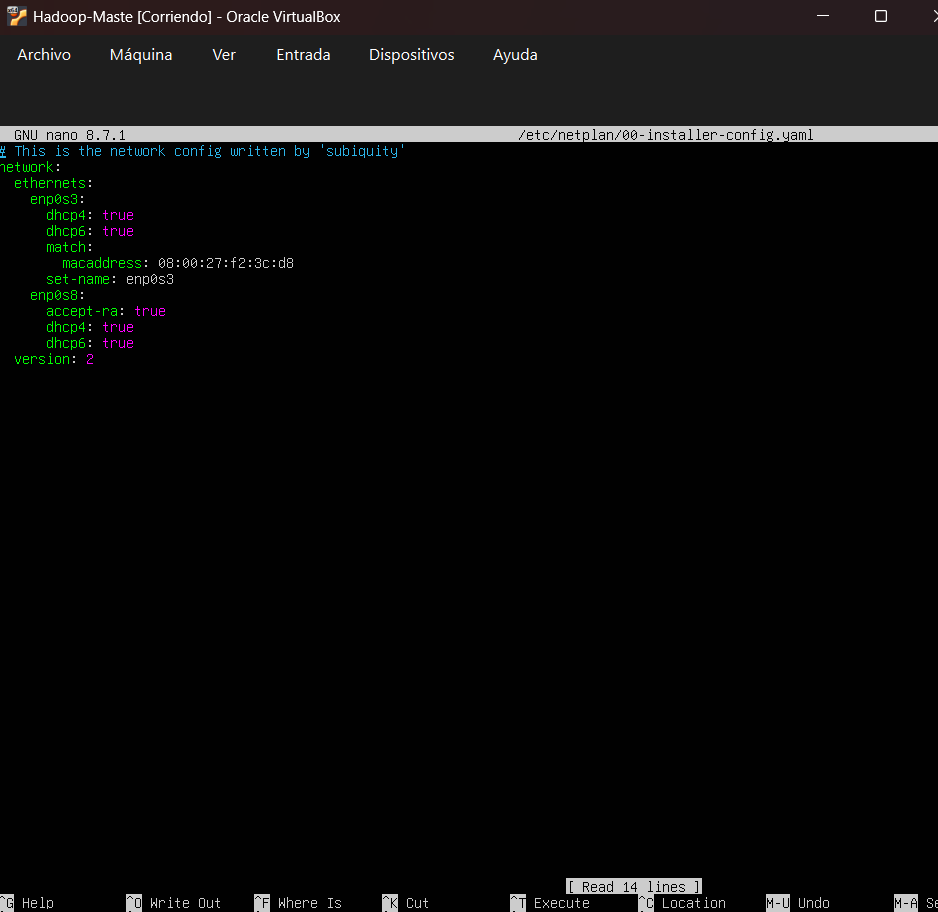 Hadoop-Maste [Corriendo] - Oracle VirtualBox
Archivo Máquina Ver Entrada Dispositivos Ayuda
GNU nano 8.7.1 /etc/netplan/00-installer-config.yaml
# This is the network config written by 'subiquity'
network:
  ethernets:
    enp0s3:
      dhcp4: true
      dhcp6: true
      match:
        macaddress: 08:00:27:f2:3c:d8
      set-name: enp0s3
    enp0s8:
      accept-ra: true
      dhcp4: true
      dhcp6: true
  version: 2
[ Read 14 lines ]
^G Help ^O Write Out ^F Where Is ^K Cut ^T Execute ^C Location M-U Undo M-A Se